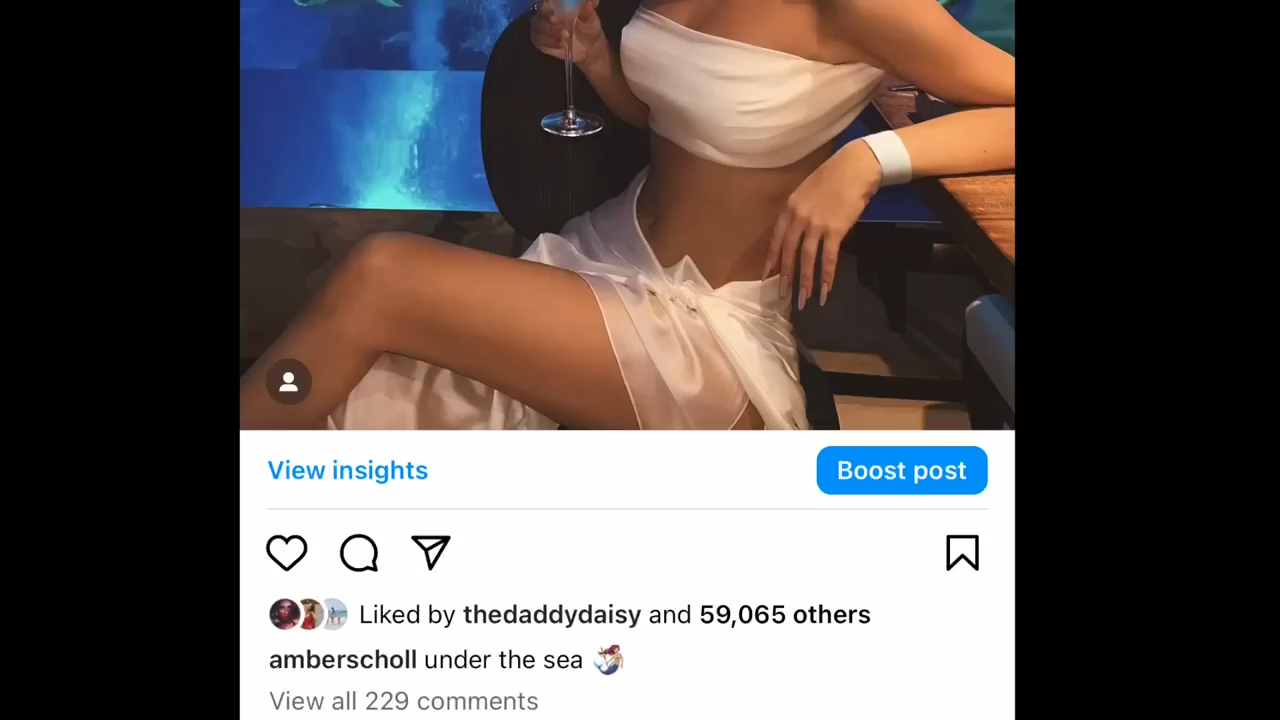 View insights
Boost post
Liked by thedaddydaisy and 59,065 others
amberscholl under the sea 🧜‍♀️
View all 229 comments